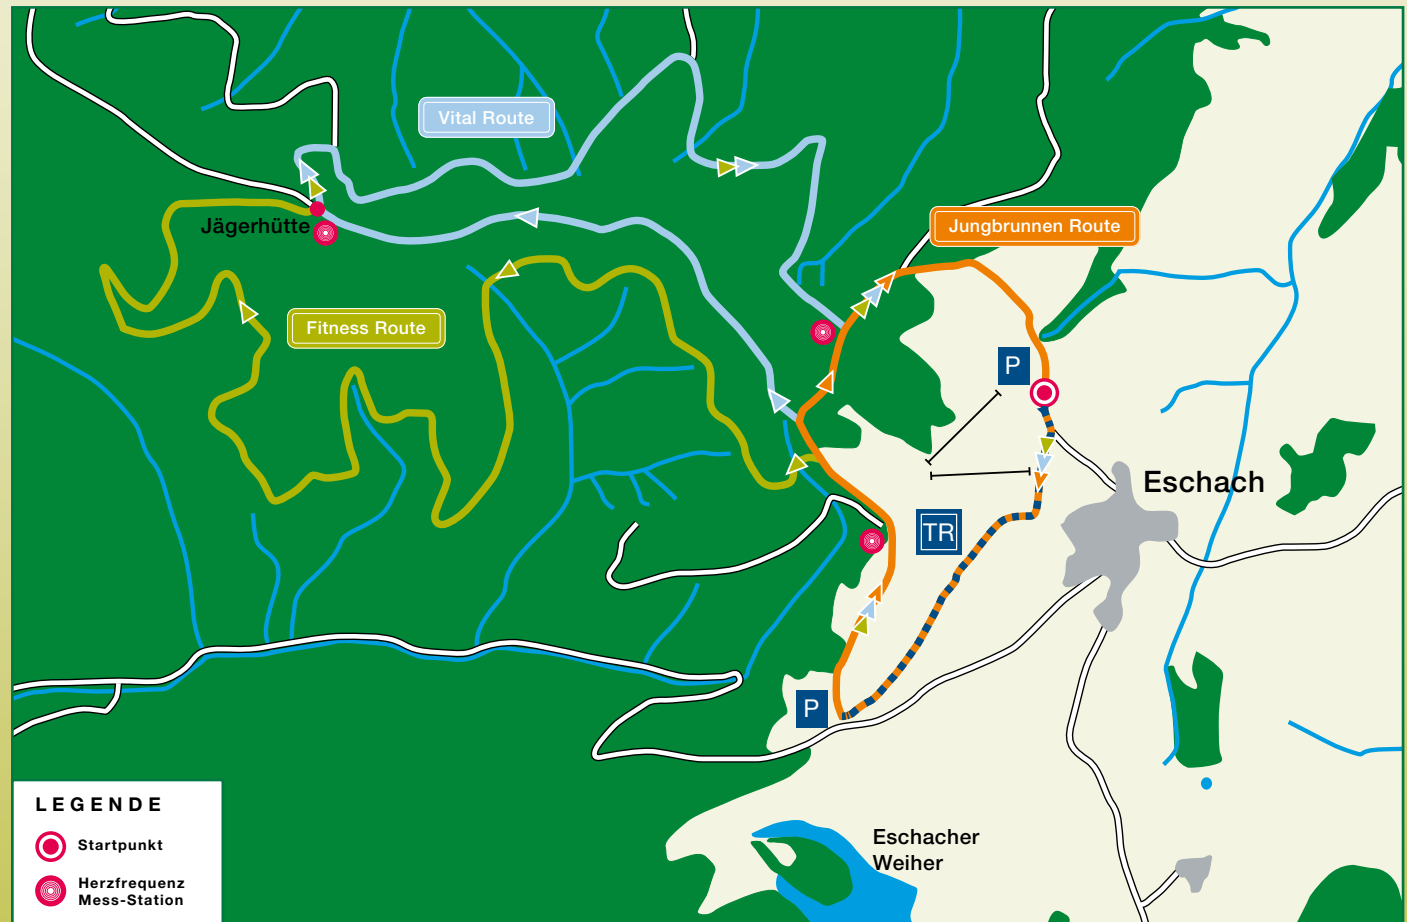 Vital Route
Jungbrunnen Route
Jägerhütte
Fitness Route
P
Eschach
TR
P
LEGENDE
Startpunkt
Herzfrequenz
Mess-Station
Eschacher
Weiher